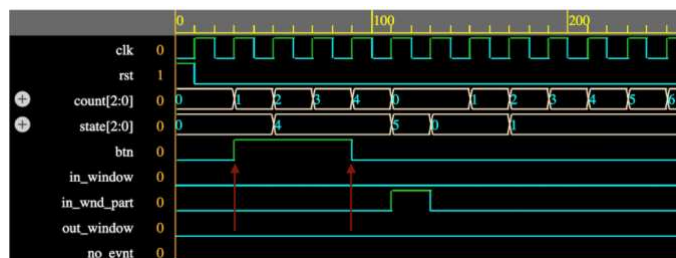 0 100 200
clk 0
rst 1
count[2:0] 0 0 1 2 3 4 0 1 2 3 4 5 6
state[2:0] 0 0 4 5 0 1
btn 0
in_window 0
in_wnd_part 0
out_window 0
no_evnt 0